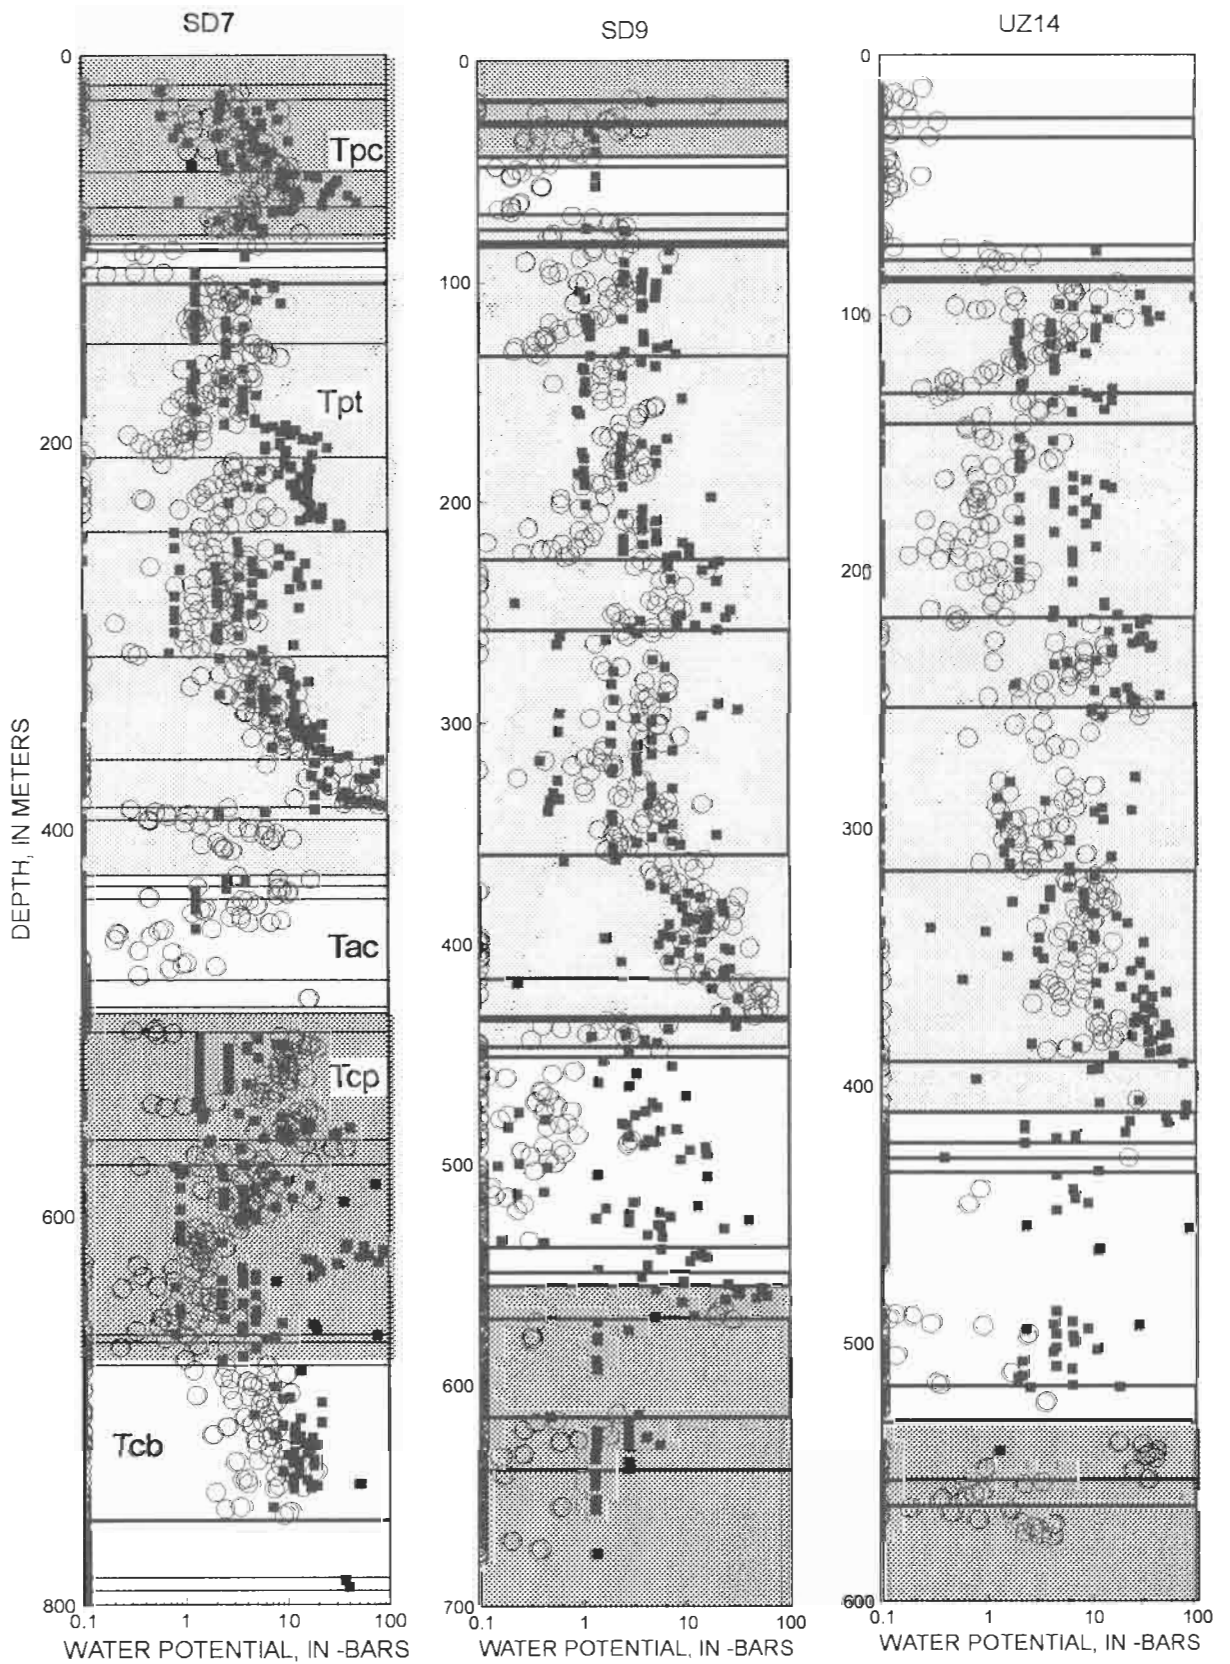 SD7
SD9
UZ14
0
200
400
600
800
0
100
200
300
400
500
600
700
0
100
200
300
400
500
600
Tpc
Tpt
Tac
Tcp
Tcb
DEPTH, IN METERS
0.1 1 10 100
0.1 1 10 100
0.1 1 10 100
WATER POTENTIAL, IN -BARS
WATER POTENTIAL, IN -BARS
WATER POTENTIAL, IN -BARS